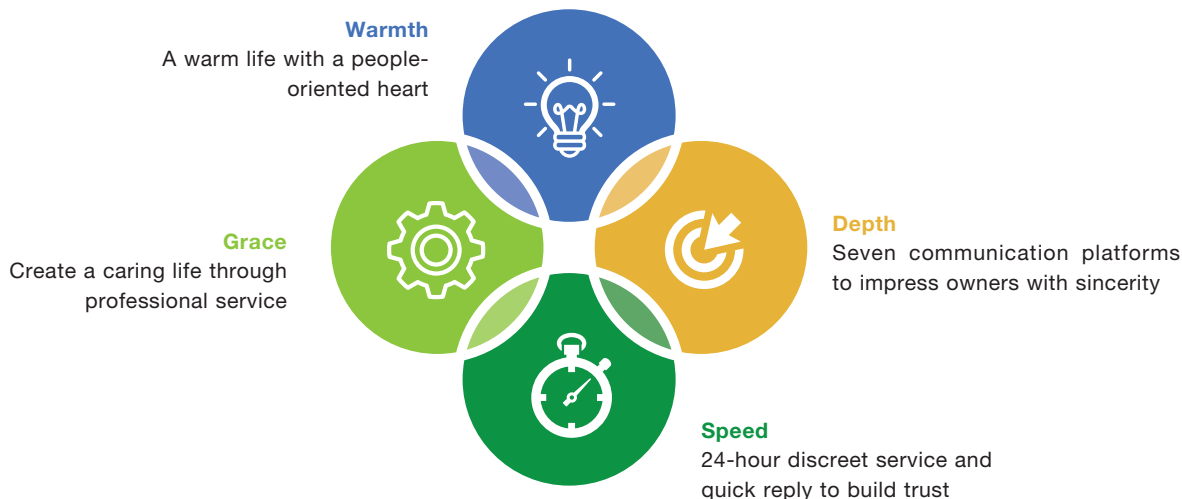 Warmth
A warm life with a people-
oriented heart
Grace
Create a caring life through
professional service
Depth
Seven communication platforms
to impress owners with sincerity
Speed
24-hour discreet service and
quick reply to build trust